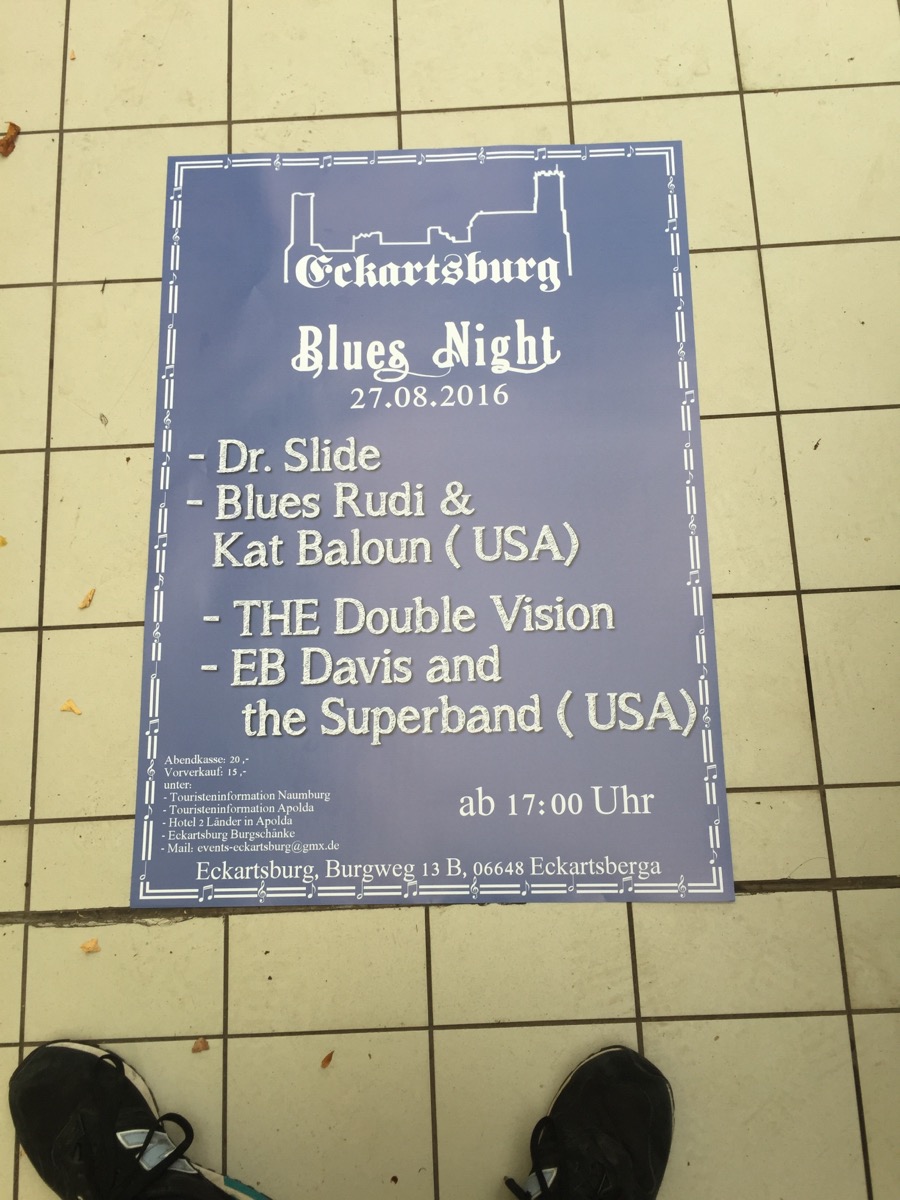 Eckartsburg
Blues Night
27.08.2016
- Dr. Slide
- Blues Rudi &
Kat Baloun ( USA)
- THE Double Vision
- EB Davis and
the Superband ( USA)
Abendkasse: 20 ,-
Vorverkauf: 15 ,-
unter:
- Touristeninformation Naumburg
- Touristeninformation Apolda
- Hotel 2 Länder in Apolda
- Eckartsburg Burgschänke
- Mail: events-eckartsburg@gmx.de
ab 17:00 Uhr
Eckartsburg, Burgweg 13 B, 06648 Eckartsberga